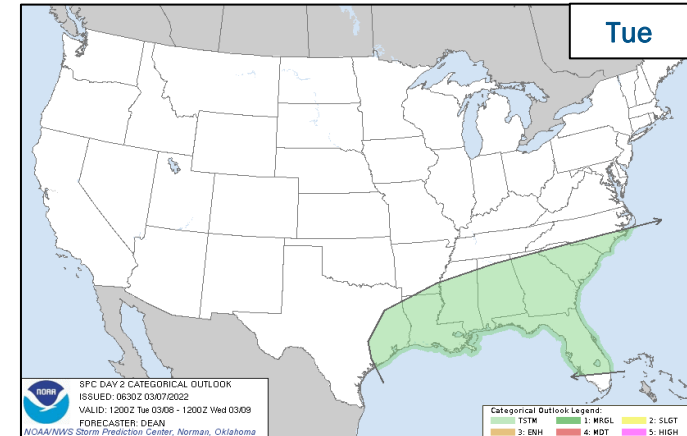 Tue
NOAA
SPC DAY 2 CATEGORICAL OUTLOOK
ISSUED: 0630Z 03/07/2022
VALID: 1200Z Tue 03/08 - 1200Z Wed 03/09
FORECASTER: DEAN
NOAA/NWS Storm Prediction Center, Norman, Oklahoma
Categorical Outlook Legend:
TSTM 1: MRGL 2: SLGT
3: ENH 4: MDT 5: HIGH